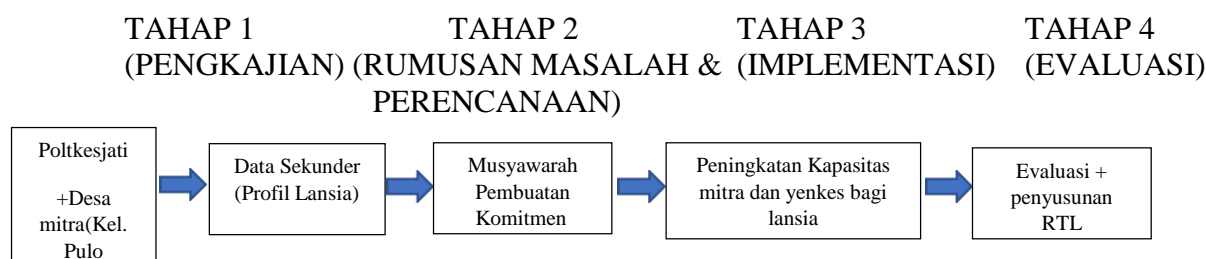 TAHAP 1 TAHAP 2 TAHAP 3 TAHAP 4
(PENGKAJIAN) (RUMUSAN MASALAH & (IMPLEMENTASI) (EVALUASI)
PERENCANAAN)
Poltkesjati
+Desa
mitra(Kel.
Pulo
Data Sekunder
(Profil Lansia)
Musyawarah
Pembuatan
Komitmen
Peningkatan Kapasitas
mitra dan yenkes bagi
lansia
Evaluasi +
penyusunan
RTL